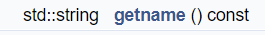 std::string getname () const